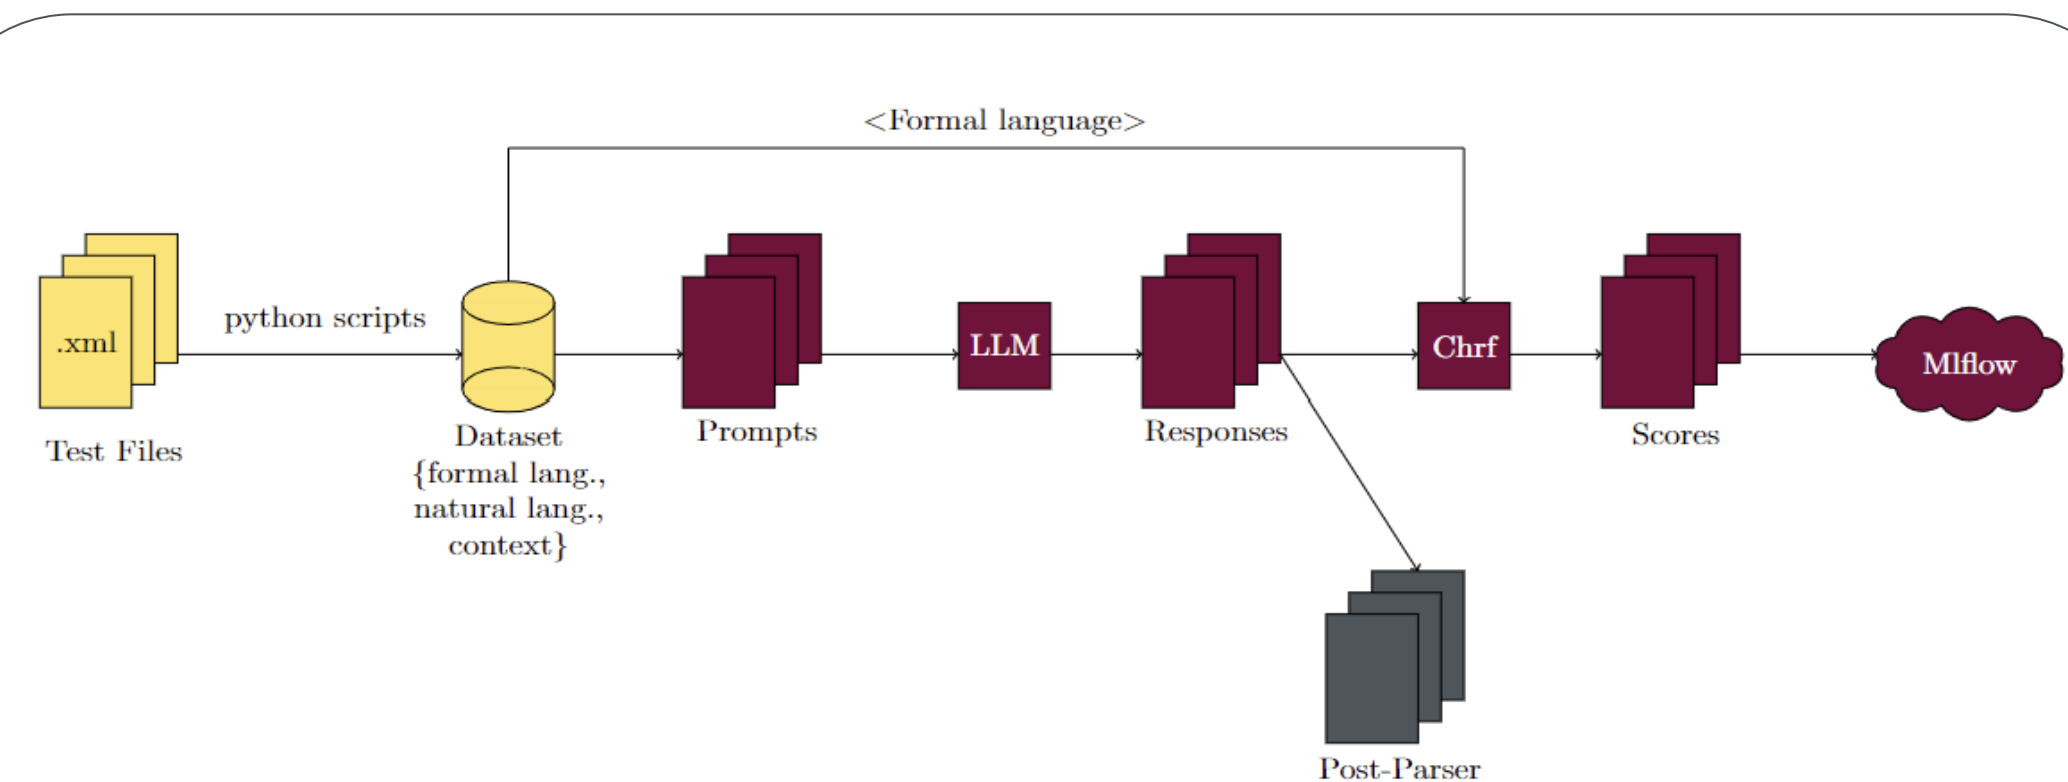 <Formal language>
.xml
python scripts
LLM
Chrf
Mlflow
Test Files
Dataset
{formal lang.,
natural lang.,
context}
Prompts
Responses
Scores
Post-Parser